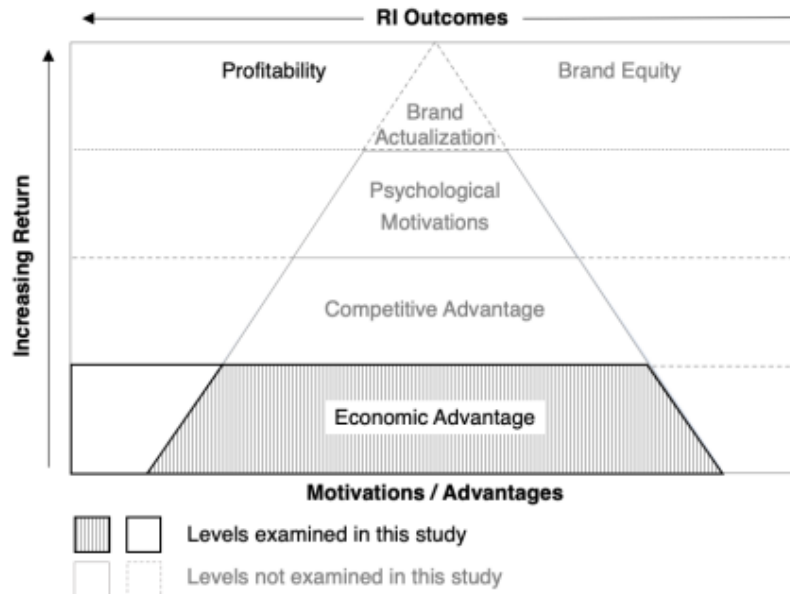 RI Outcomes
Profitability
Brand Equity
Brand
Actualization
Psychological
Motivations
Increasing Return
Competitive Advantage
Economic Advantage
Motivations / Advantages
Levels examined in this study
Levels not examined in this study